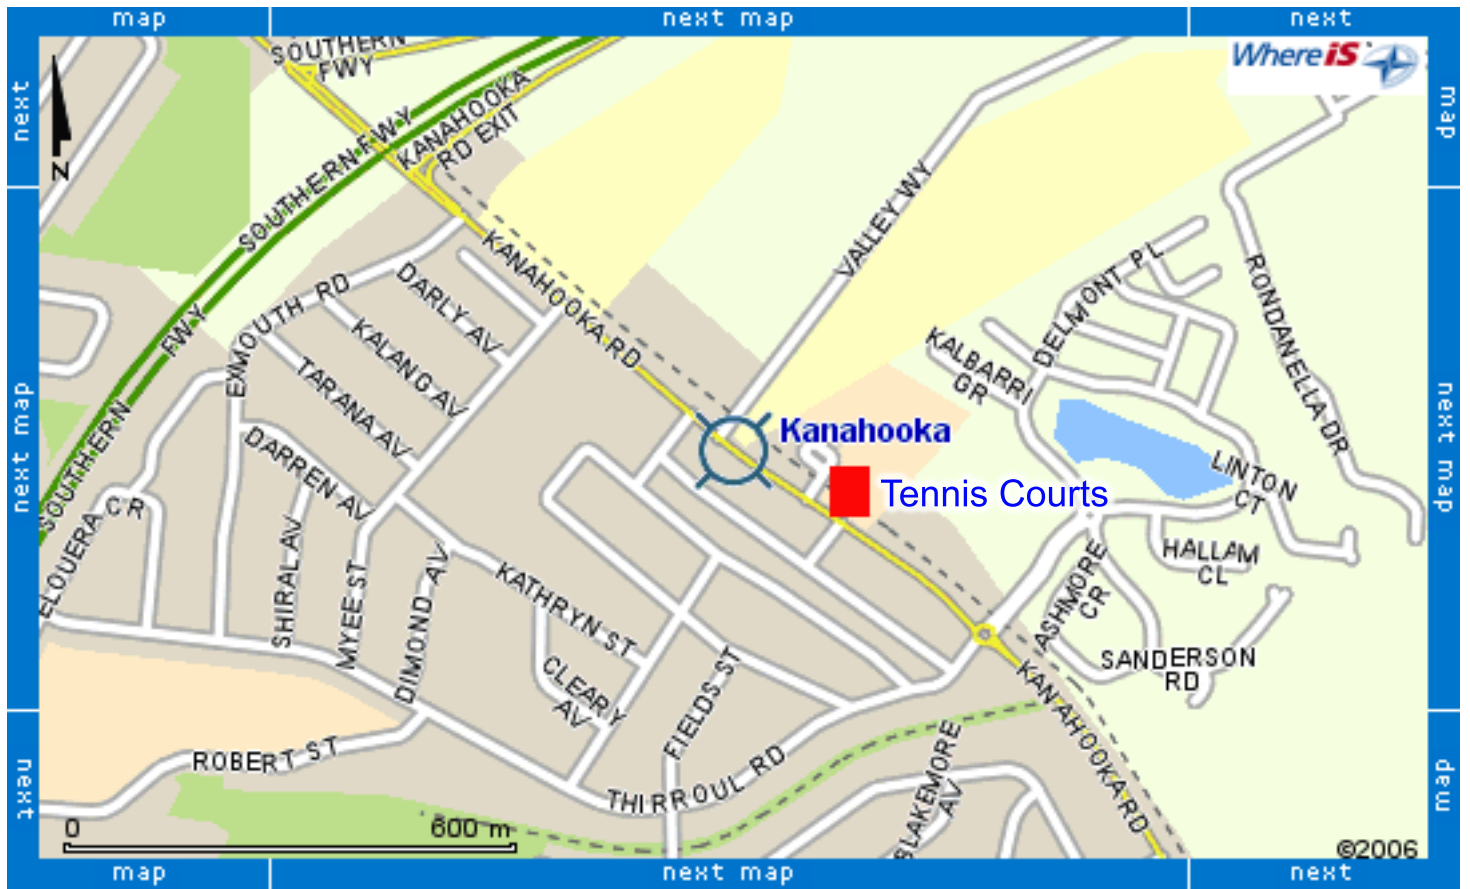 map
next map
next
SOUTHERN
FWY
WhereiS
next
map
KANAHOOKA
RD EXIT
SOUTHERN FWY
N
VALLEY WY
KANAHOOKA RD
DELMONT PL
RONDANELLA DR
EXMOUTH RD
DARLY AV
FWY
KALANG AV
KALBARRI
GR
TARANA AV
next map
next map
Kanahooka
DARREN AV
SOUTHERN
LINTON
CT
Tennis Courts
ELOUERA CR
HALLAM
CL
SHIRAL AV
MYEE ST
DIMOND AV
KATHRYN ST
ASHMORE
CR
SANDERSON
RD
CLEARY
AV
FIELDS ST
KANAHOOKA RD
ROBERT ST
THIRROUL RD
BLAKEMORE
AV
next
map
0
600 m
©2006
map
next map
next